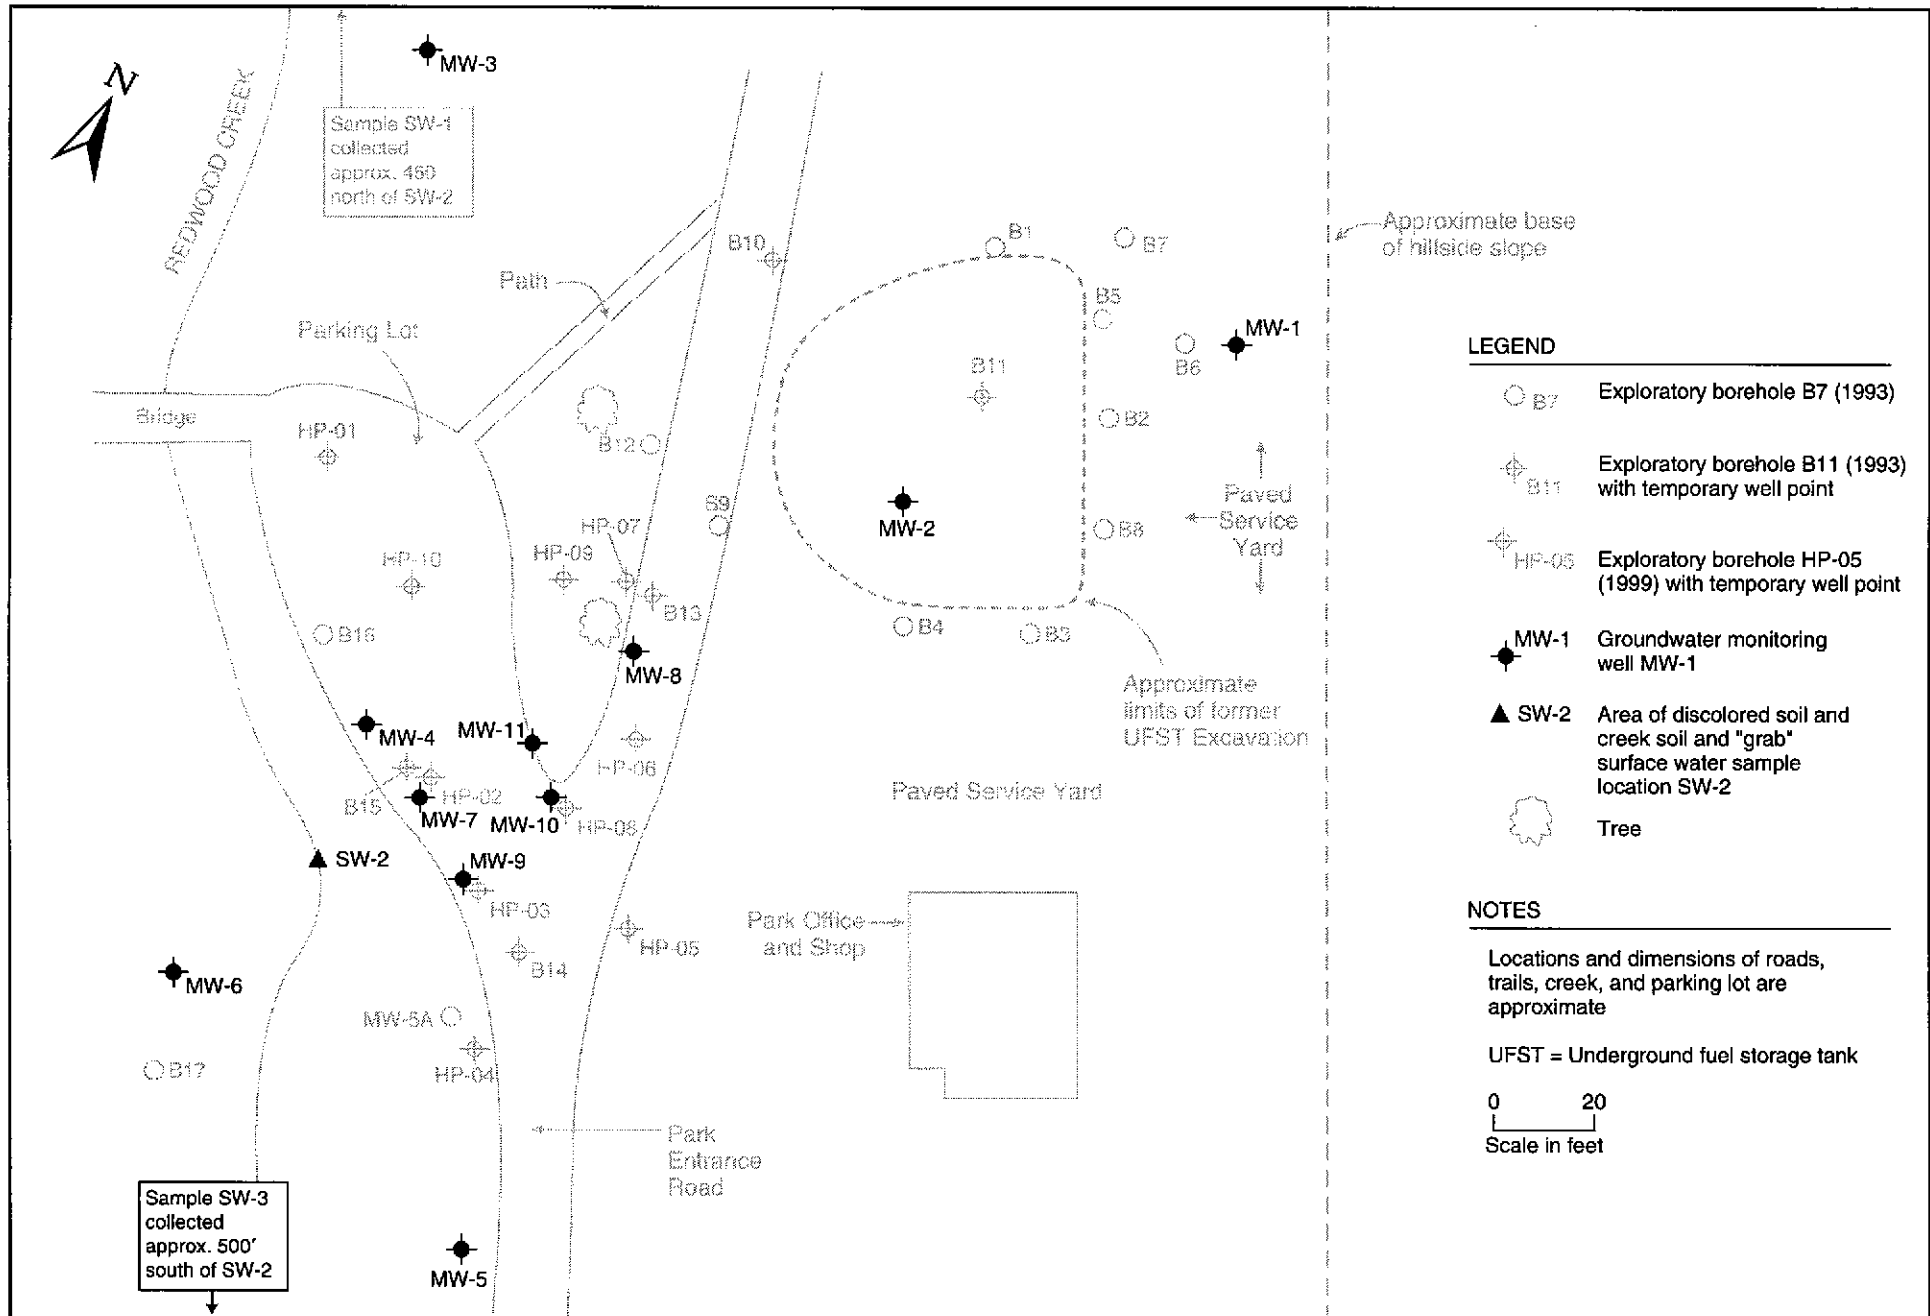 N
REDWOOD CREEK
MW-3
Sample SW-1
collected
approx. 450
north of SW-2
Path
Parking Lot
Bridge
HP-01
B10
B1
B7
B5
B6
MW-1
Approximate base
of hillside slope
B11
B2
B12
B9
MW-2
B8
Paved
Service
Yard
HP-07
HP-09
HP-10
B13
B16
MW-8
B4
B3
Approximate
limits of former
UFST Excavation
MW-4
MW-11
HP-06
B15
HP-02
MW-7
MW-10
HP-08
Paved Service Yard
SW-2
MW-9
HP-03
Park Office
and Shop
HP-05
B14
MW-6
MW-5A
B17
HP-04
Park
Entrance
Road
Sample SW-3
collected
approx. 500'
south of SW-2
MW-5
LEGEND
B7 Exploratory borehole B7 (1993)
B11 Exploratory borehole B11 (1993)
with temporary well point
HP-05 Exploratory borehole HP-05
(1999) with temporary well point
MW-1 Groundwater monitoring
well MW-1
SW-2 Area of discolored soil and
creek soil and "grab"
surface water sample
location SW-2
Tree
NOTES
Locations and dimensions of roads,
trails, creek, and parking lot are
approximate
UFST = Underground fuel storage tank
0 20
Scale in feet